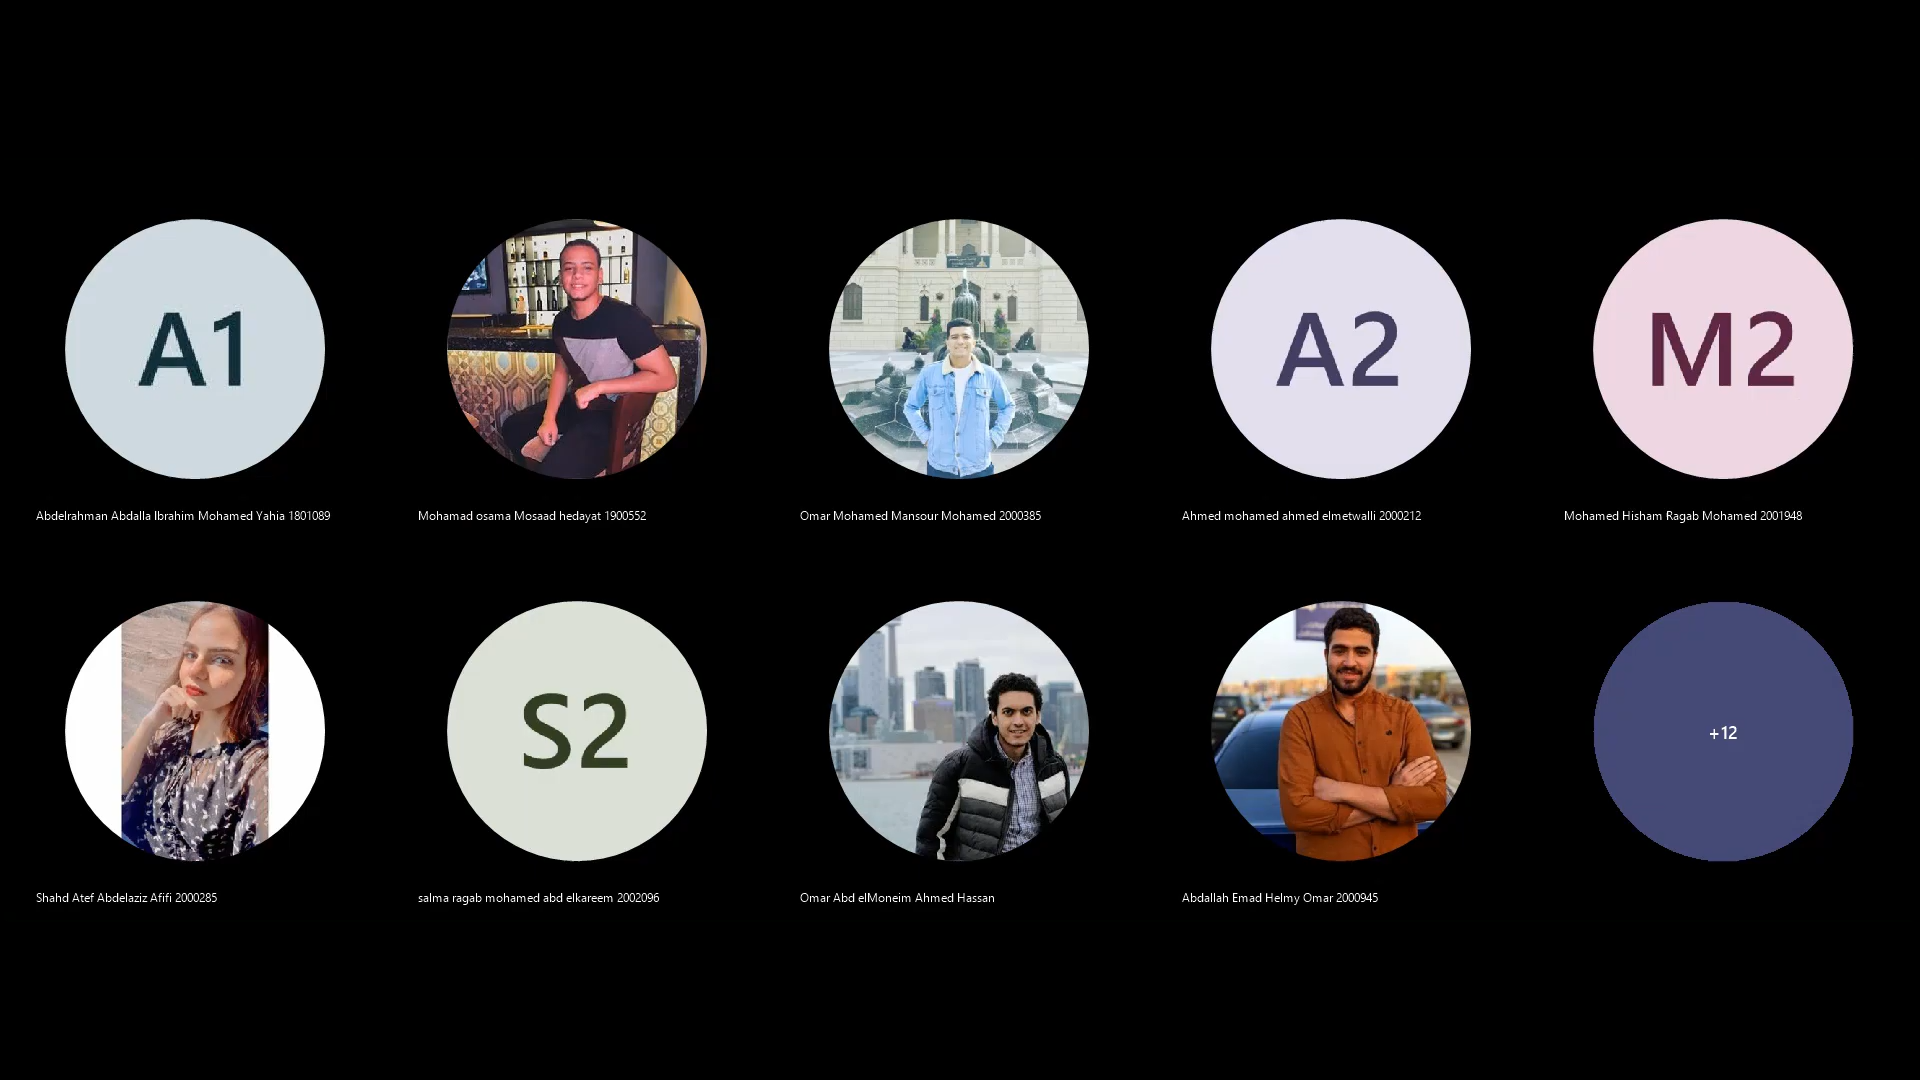 A1
A2
M2
Abdelrahman Abdalla Ibrahim Mohamed Yahia 1801089
Mohamad osama Mosaad hedayat 1900552
Omar Mohamed Mansour Mohamed 2000385
Ahmed mohamed ahmed elmetwalli 2000212
Mohamed Hisham Ragab Mohamed 2001948
S2
+12
Shahd Atef Abdelaziz Afifi 2000285
salma ragab mohamed abd elkareem 2002096
Omar Abd elMoneim Ahmed Hassan
Abdallah Emad Helmy Omar 2000945